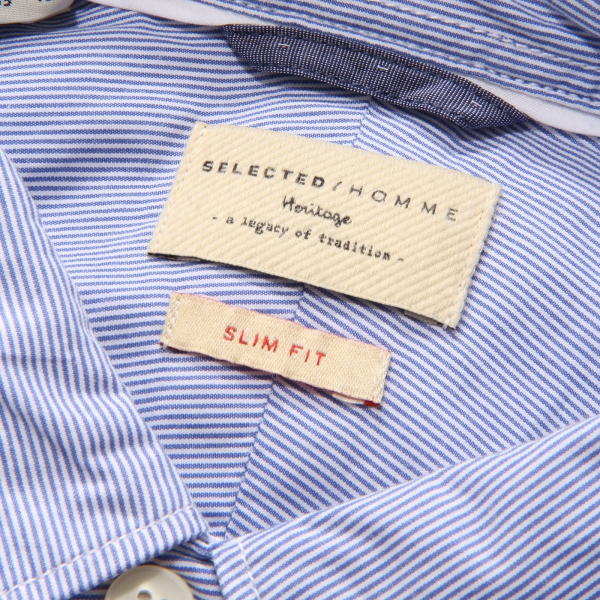 SELECTED / HOMME
Heritage
- a legacy of tradition -
SLIM FIT